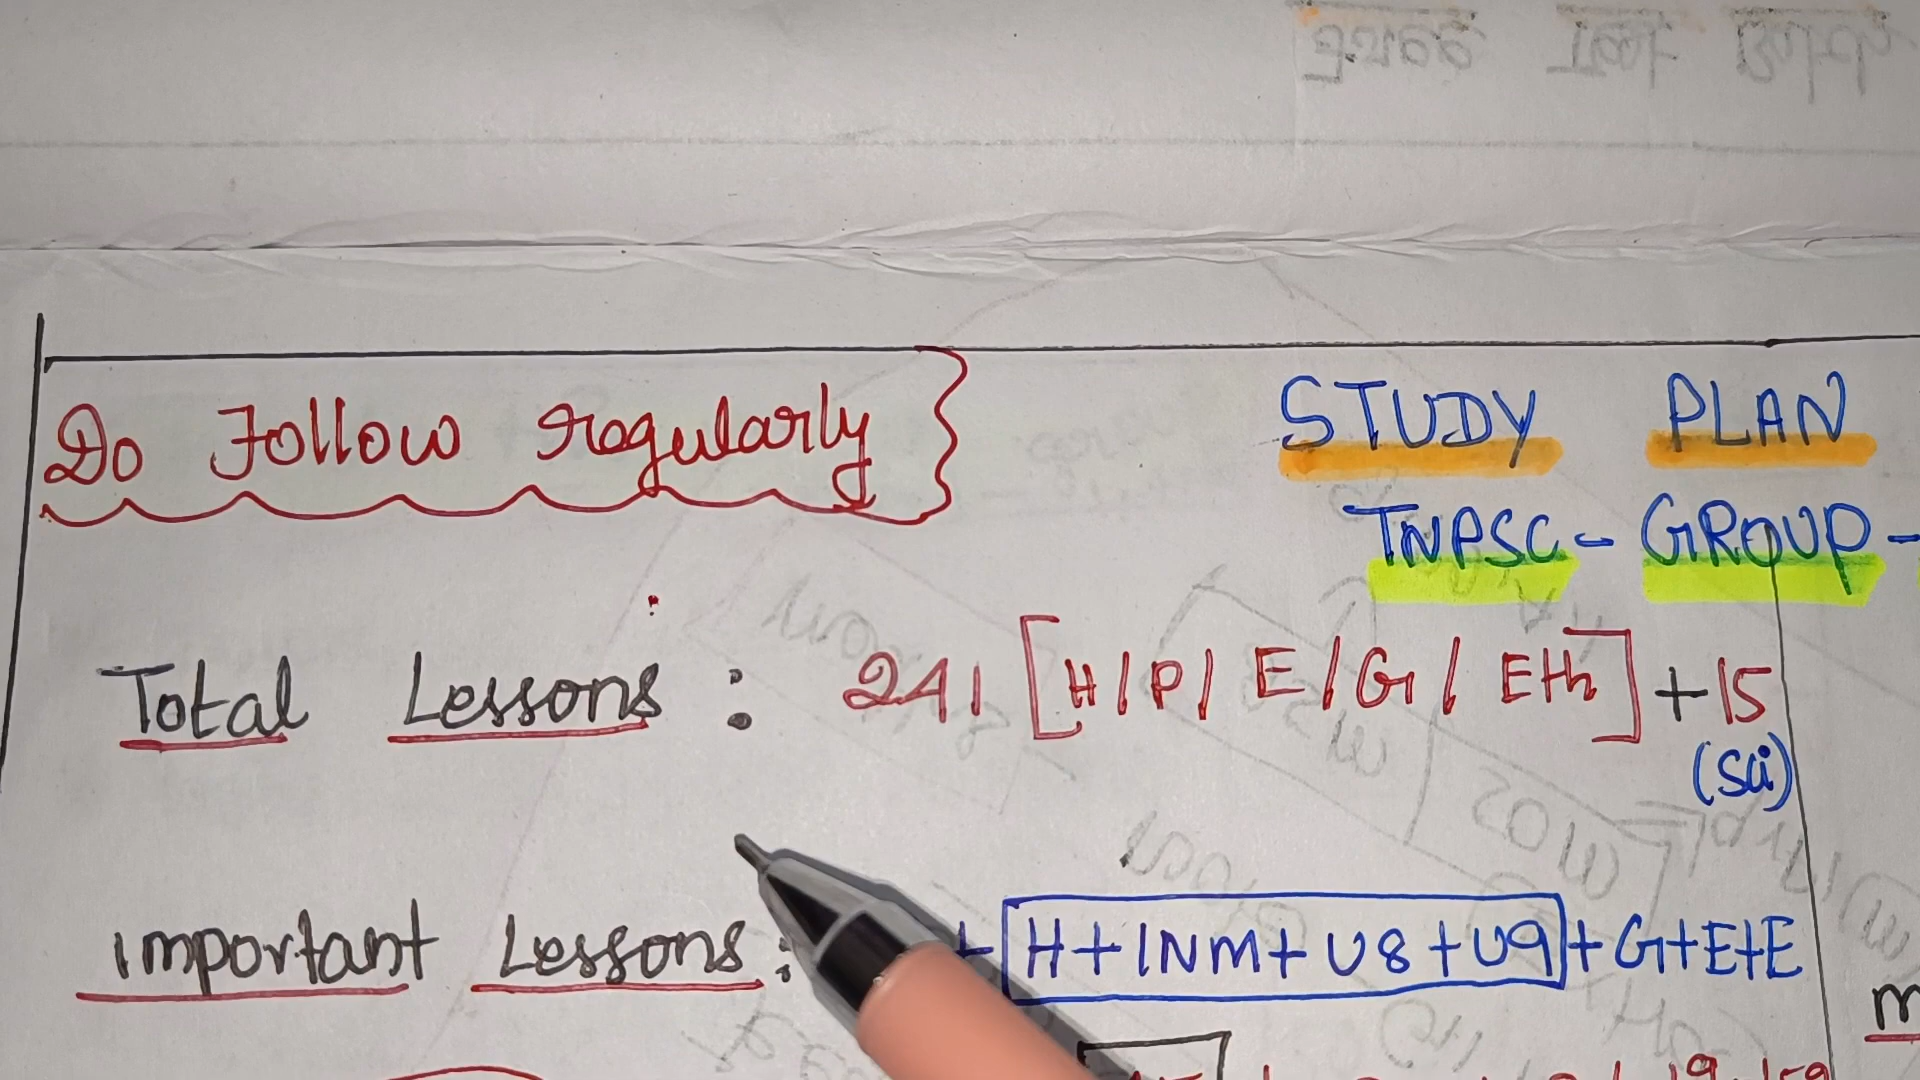 Do Follow regularly
STUDY PLAN
TNPSC - GROUP -
Total Lessons : 241 [H/P/ E/G/ Eth] + 15
(Sci)
Important Lessons : + H+INM+U8+U9 + G+E+E